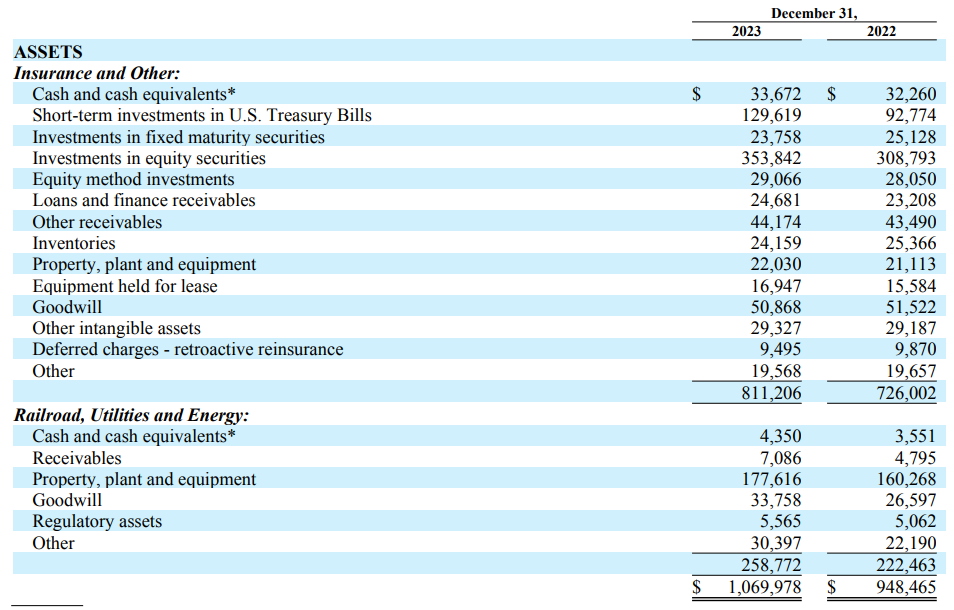 December 31,
2023 2022
ASSETS
Insurance and Other:
Cash and cash equivalents* $ 33,672 $ 32,260
Short-term investments in U.S. Treasury Bills 129,619 92,774
Investments in fixed maturity securities 23,758 25,128
Investments in equity securities 353,842 308,793
Equity method investments 29,066 28,050
Loans and finance receivables 24,681 23,208
Other receivables 44,174 43,490
Inventories 24,159 25,366
Property, plant and equipment 22,030 21,113
Equipment held for lease 16,947 15,584
Goodwill 50,868 51,522
Other intangible assets 29,327 29,187
Deferred charges - retroactive reinsurance 9,495 9,870
Other 19,568 19,657
811,206 726,002
Railroad, Utilities and Energy:
Cash and cash equivalents* 4,350 3,551
Receivables 7,086 4,795
Property, plant and equipment 177,616 160,268
Goodwill 33,758 26,597
Regulatory assets 5,565 5,062
Other 30,397 22,190
258,772 222,463
$ 1,069,978 $ 948,465